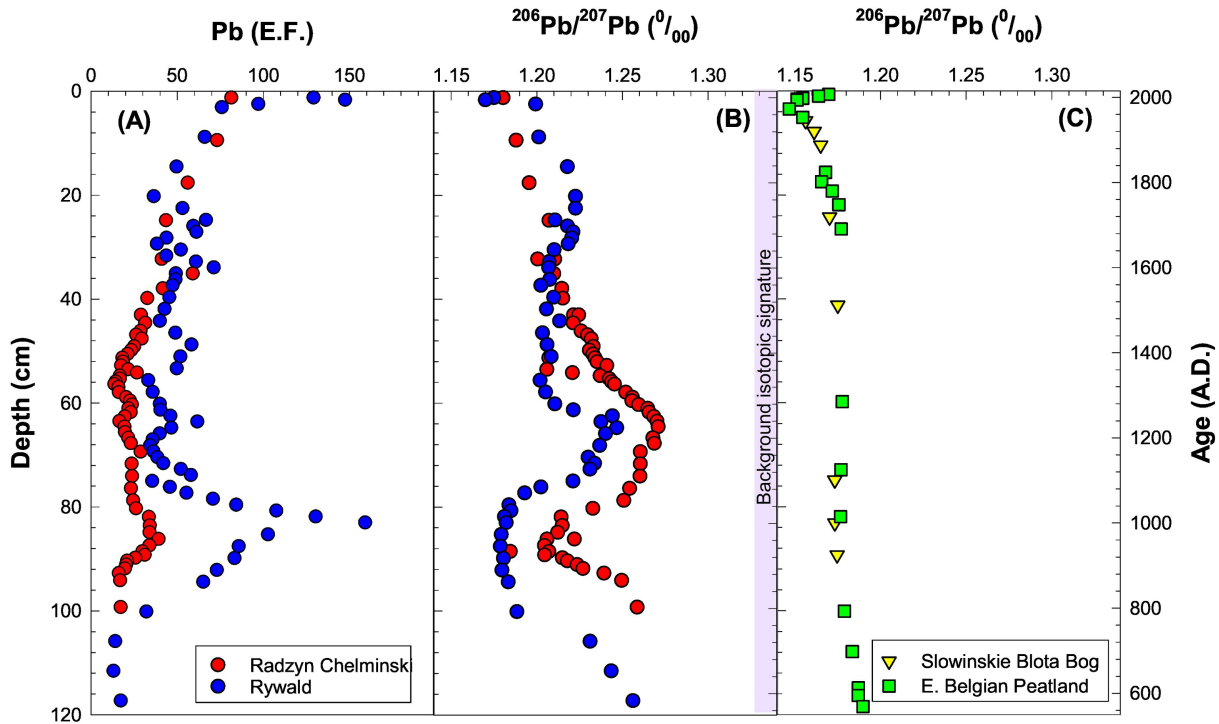 Pb (E.F.)
206Pb/207Pb (0/00)
206Pb/207Pb (0/00)
0 50 100 150
1.15 1.20 1.25 1.30
1.15 1.20 1.25 1.30
(A)
(B)
(C)
Depth (cm)
0
20
40
60
80
100
120
Background isotopic signature
Age (A.D.)
2000
1800
1600
1400
1200
1000
800
600
Radzyn Chelminski
Rywald
Slowinskie Blota Bog
E. Belgian Peatland